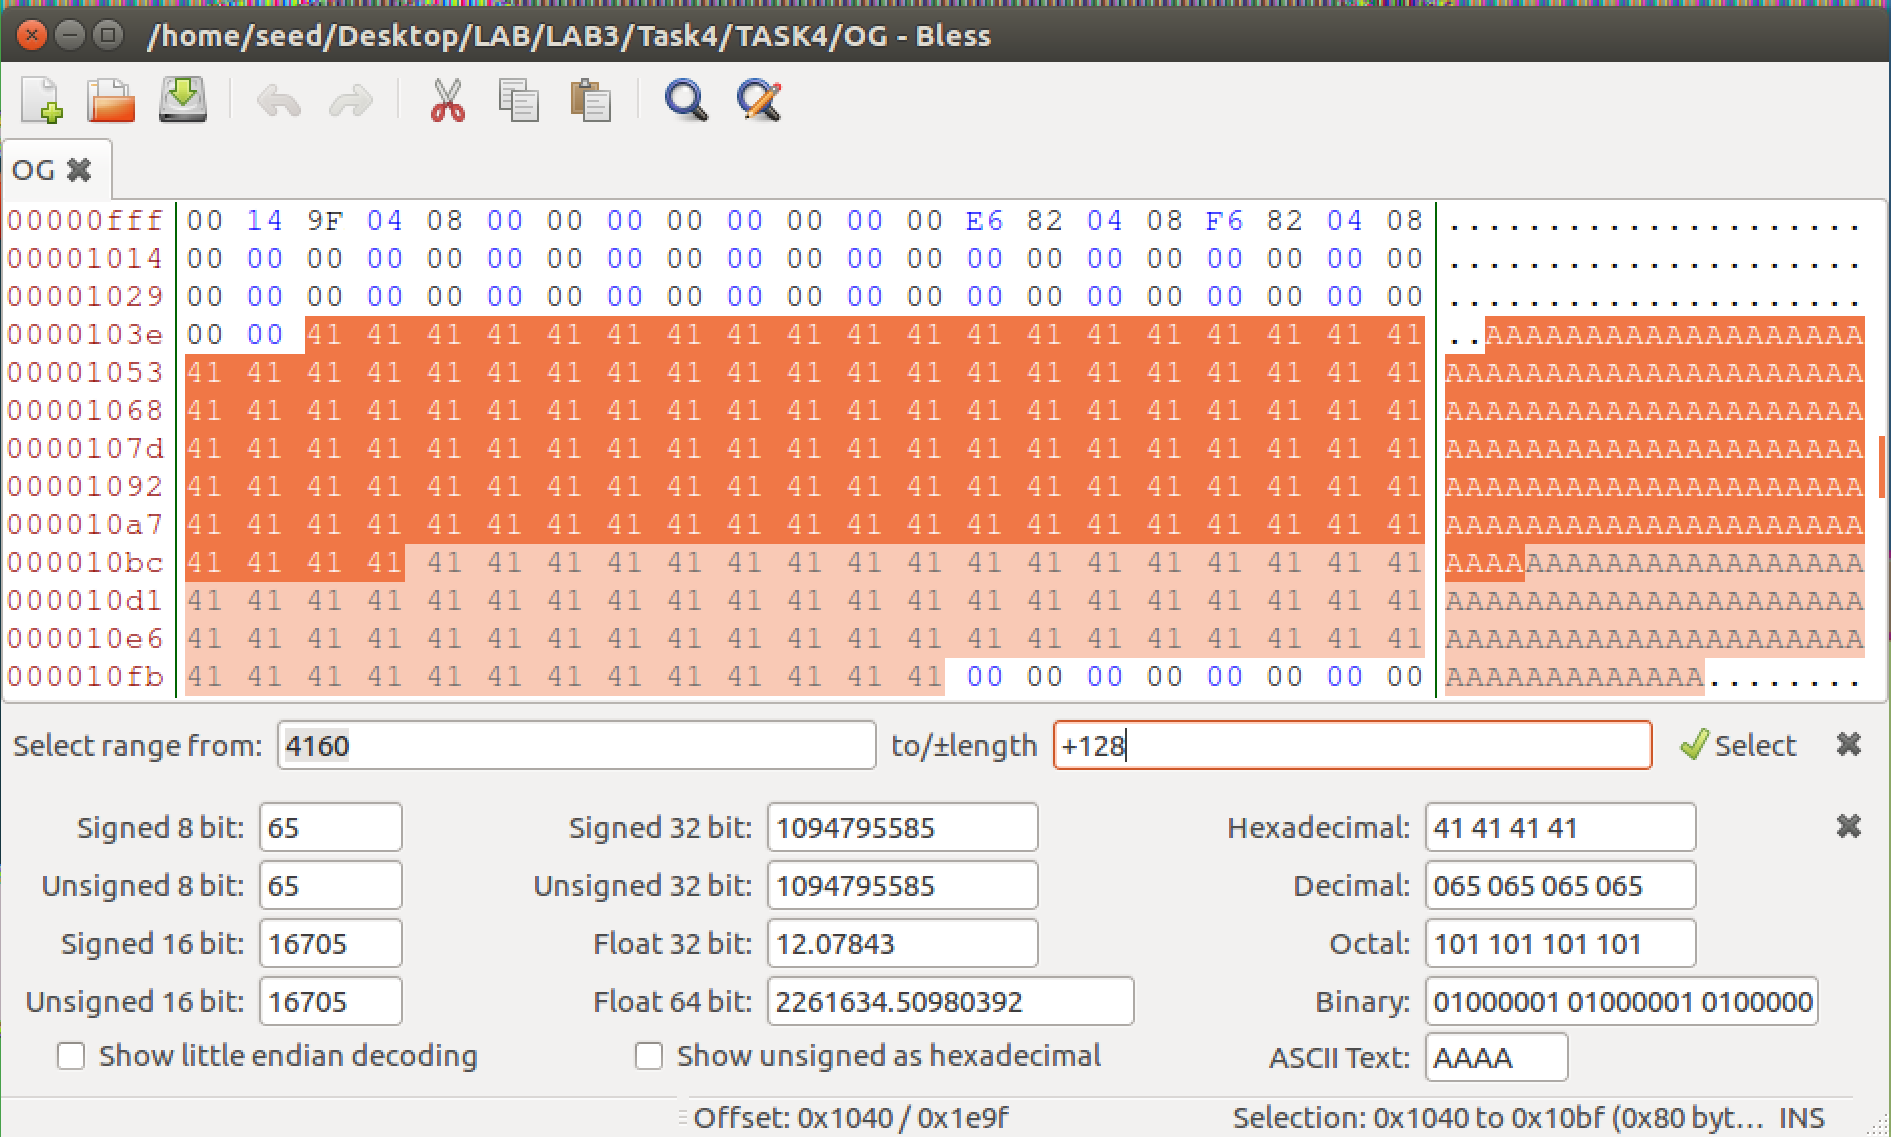 /home/seed/Desktop/LAB/LAB3/Task4/TASK4/OG - Bless
OG
00000fff 00 14 9F 04 08 00 00 00 00 00 00 00 00 E6 82 04 08 F6 82 04 08 .....................
00001014 00 00 00 00 00 00 00 00 00 00 00 00 00 00 00 00 00 00 00 00 00 .....................
00001029 00 00 00 00 00 00 00 00 00 00 00 00 00 00 00 00 00 00 00 00 00 .....................
0000103e 00 00 41 41 41 41 41 41 41 41 41 41 41 41 41 41 41 41 41 41 41 ..AAAAAAAAAAAAAAAAAAA
00001053 41 41 41 41 41 41 41 41 41 41 41 41 41 41 41 41 41 41 41 41 41 AAAAAAAAAAAAAAAAAAAAA
00001068 41 41 41 41 41 41 41 41 41 41 41 41 41 41 41 41 41 41 41 41 41 AAAAAAAAAAAAAAAAAAAAA
0000107d 41 41 41 41 41 41 41 41 41 41 41 41 41 41 41 41 41 41 41 41 41 AAAAAAAAAAAAAAAAAAAAA
00001092 41 41 41 41 41 41 41 41 41 41 41 41 41 41 41 41 41 41 41 41 41 AAAAAAAAAAAAAAAAAAAAA
000010a7 41 41 41 41 41 41 41 41 41 41 41 41 41 41 41 41 41 41 41 41 41 AAAAAAAAAAAAAAAAAAAAA
000010bc 41 41 41 41 41 41 41 41 41 41 41 41 41 41 41 41 41 41 41 41 41 AAAAAAAAAAAAAAAAAAAAA
000010d1 41 41 41 41 41 41 41 41 41 41 41 41 41 41 41 41 41 41 41 41 41 AAAAAAAAAAAAAAAAAAAAA
000010e6 41 41 41 41 41 41 41 41 41 41 41 41 41 41 41 41 41 41 41 41 41 AAAAAAAAAAAAAAAAAAAAA
000010fb 41 41 41 41 41 41 41 41 41 41 41 41 41 00 00 00 00 00 00 00 00 AAAAAAAAAAAAA........
Select range from: 4160 to/±length +128 Select
Signed 8 bit: 65 Signed 32 bit: 1094795585 Hexadecimal: 41 41 41 41
Unsigned 8 bit: 65 Unsigned 32 bit: 1094795585 Decimal: 065 065 065 065
Signed 16 bit: 16705 Float 32 bit: 12.07843 Octal: 101 101 101 101
Unsigned 16 bit: 16705 Float 64 bit: 2261634.50980392 Binary: 01000001 01000001 0100000
Show little endian decoding Show unsigned as hexadecimal ASCII Text: AAAA
Offset: 0x1040 / 0x1e9f Selection: 0x1040 to 0x10bf (0x80 byt... INS